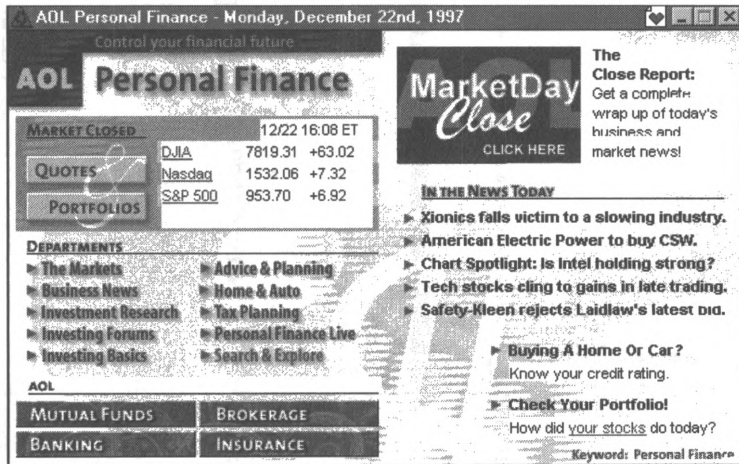 AOL Personal Finance - Monday, December 22nd, 1997
Control your financial future
AOL Personal Finance
MARKET CLOSED 12/22 16:08 ET
QUOTES & PORTFOLIOS
DJIA 7819.31 +63.02
Nasdaq 1532.06 +7.32
S&P 500 953.70 +6.92
DEPARTMENTS
The Markets
Business News
Investment Research
Investing Forums
Investing Basics
Advice & Planning
Home & Auto
Tax Planning
Personal Finance Live
Search & Explore
AOL
MUTUAL FUNDS
BROKERAGE
BANKING
INSURANCE
AOL
MarketDay
Close
CLICK HERE
The
Close Report:
Get a complete
wrap up of today's
business and
market news!
IN THE NEWS TODAY
Xionics falls victim to a slowing industry.
American Electric Power to buy CSW.
Chart Spotlight: Is Intel holding strong?
Tech stocks cling to gains in late trading.
Safety-Kleen rejects Laidlaw's latest bid.
Buying A Home Or Car?
Know your credit rating.
Check Your Portfolio!
How did your stocks do today?
Keyword: Personal Finance